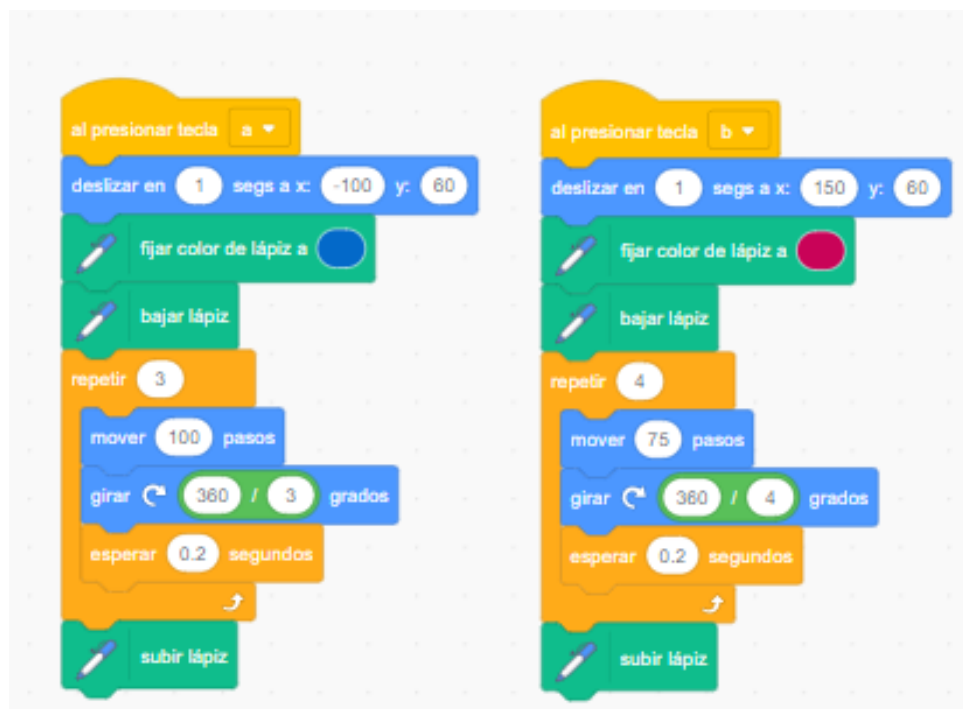 al presionar tecla a
deslizar en 1 segs a x: -100 y: 60
fijar color de lápiz a
bajar lápiz
repetir 3
mover 100 pasos
girar 360 / 3 grados
esperar 0.2 segundos
subir lápiz
al presionar tecla b
deslizar en 1 segs a x: 150 y: 60
fijar color de lápiz a
bajar lápiz
repetir 4
mover 75 pasos
girar 360 / 4 grados
esperar 0.2 segundos
subir lápiz